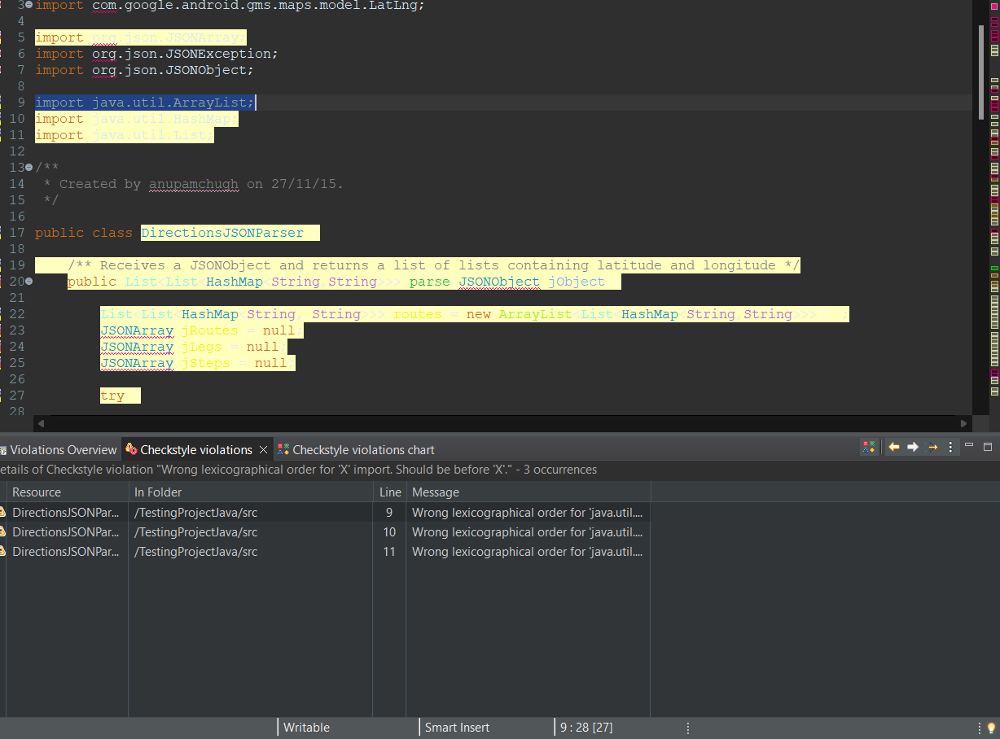 3 import com.google.android.gms.maps.model.LatLng;
4
5 import org.json.JSONArray;
6 import org.json.JSONException;
7 import org.json.JSONObject;
8
9 import java.util.ArrayList;
10 import java.util.HashMap;
11 import java.util.List;
12
13 /**
14 * Created by anupamchugh on 27/11/15.
15 */
16
17 public class DirectionsJSONParser
18
19 /** Receives a JSONObject and returns a list of lists containing latitude and longitude */
20 public List<List<HashMap<String,String>>> parse JSONObject jObject
21
22 List<List<HashMap<String, String>>> routes = new ArrayList<List<HashMap<String,String>>> ;
23 JSONArray jRoutes = null;
24 JSONArray jLegs = null;
25 JSONArray jSteps = null;
26
27 try
28
Violations Overview Checkstyle violations Checkstyle violations chart
etails of Checkstyle violation "Wrong lexicographical order for 'X' import. Should be before 'X'." - 3 occurrences
Resource In Folder Line Message
DirectionsJSONPar... /TestingProjectJava/src 9 Wrong lexicographical order for 'java.util....
DirectionsJSONPar... /TestingProjectJava/src 10 Wrong lexicographical order for 'java.util....
DirectionsJSONPar... /TestingProjectJava/src 11 Wrong lexicographical order for 'java.util....
Writable Smart Insert 9 : 28 [27]